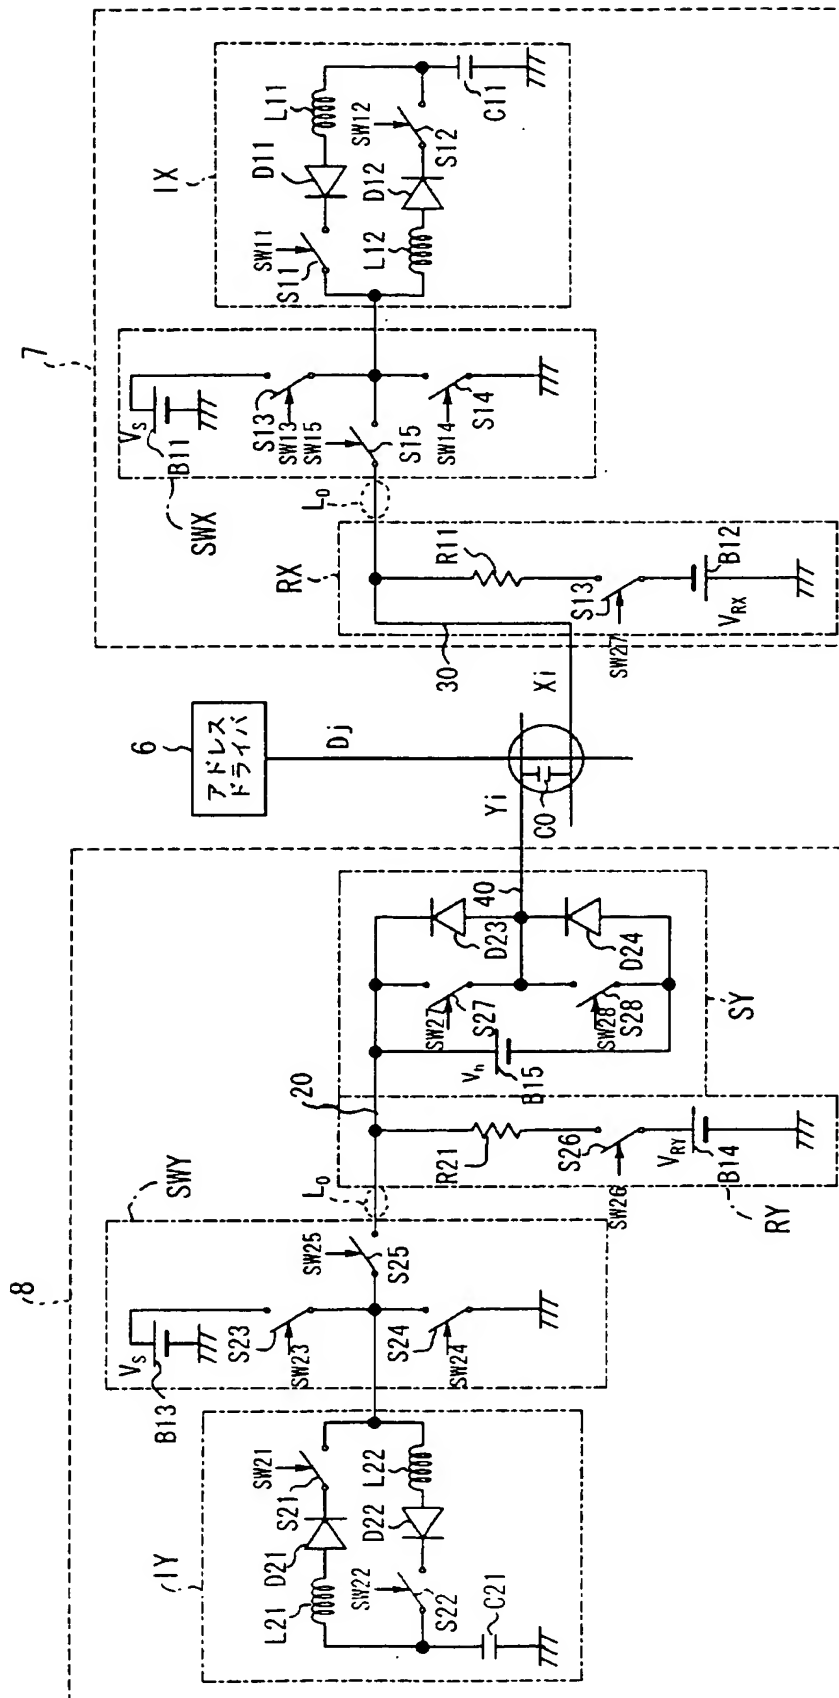 8
IY
L21
D21
S21
SW21
SW22
S22
D22
L22
C21
SWY
B13
Vs
S23
SW23
SW24
S24
SW25
S25
L0
20
RY
R21
S26
SW26
VRY
B14
SY
Vh
B15
SW27
S27
SW28
S28
D23
D24
40
Yi
C0
6
アドレス
ドライバ
Dj
Xi
30
7
RX
R11
S13
SW27
VRX
B12
L0
SWX
B11
Vs
S13
SW13
SW15
S15
SW14
S14
IX
SW11
S11
D11
L11
L12
D12
SW12
S12
C11